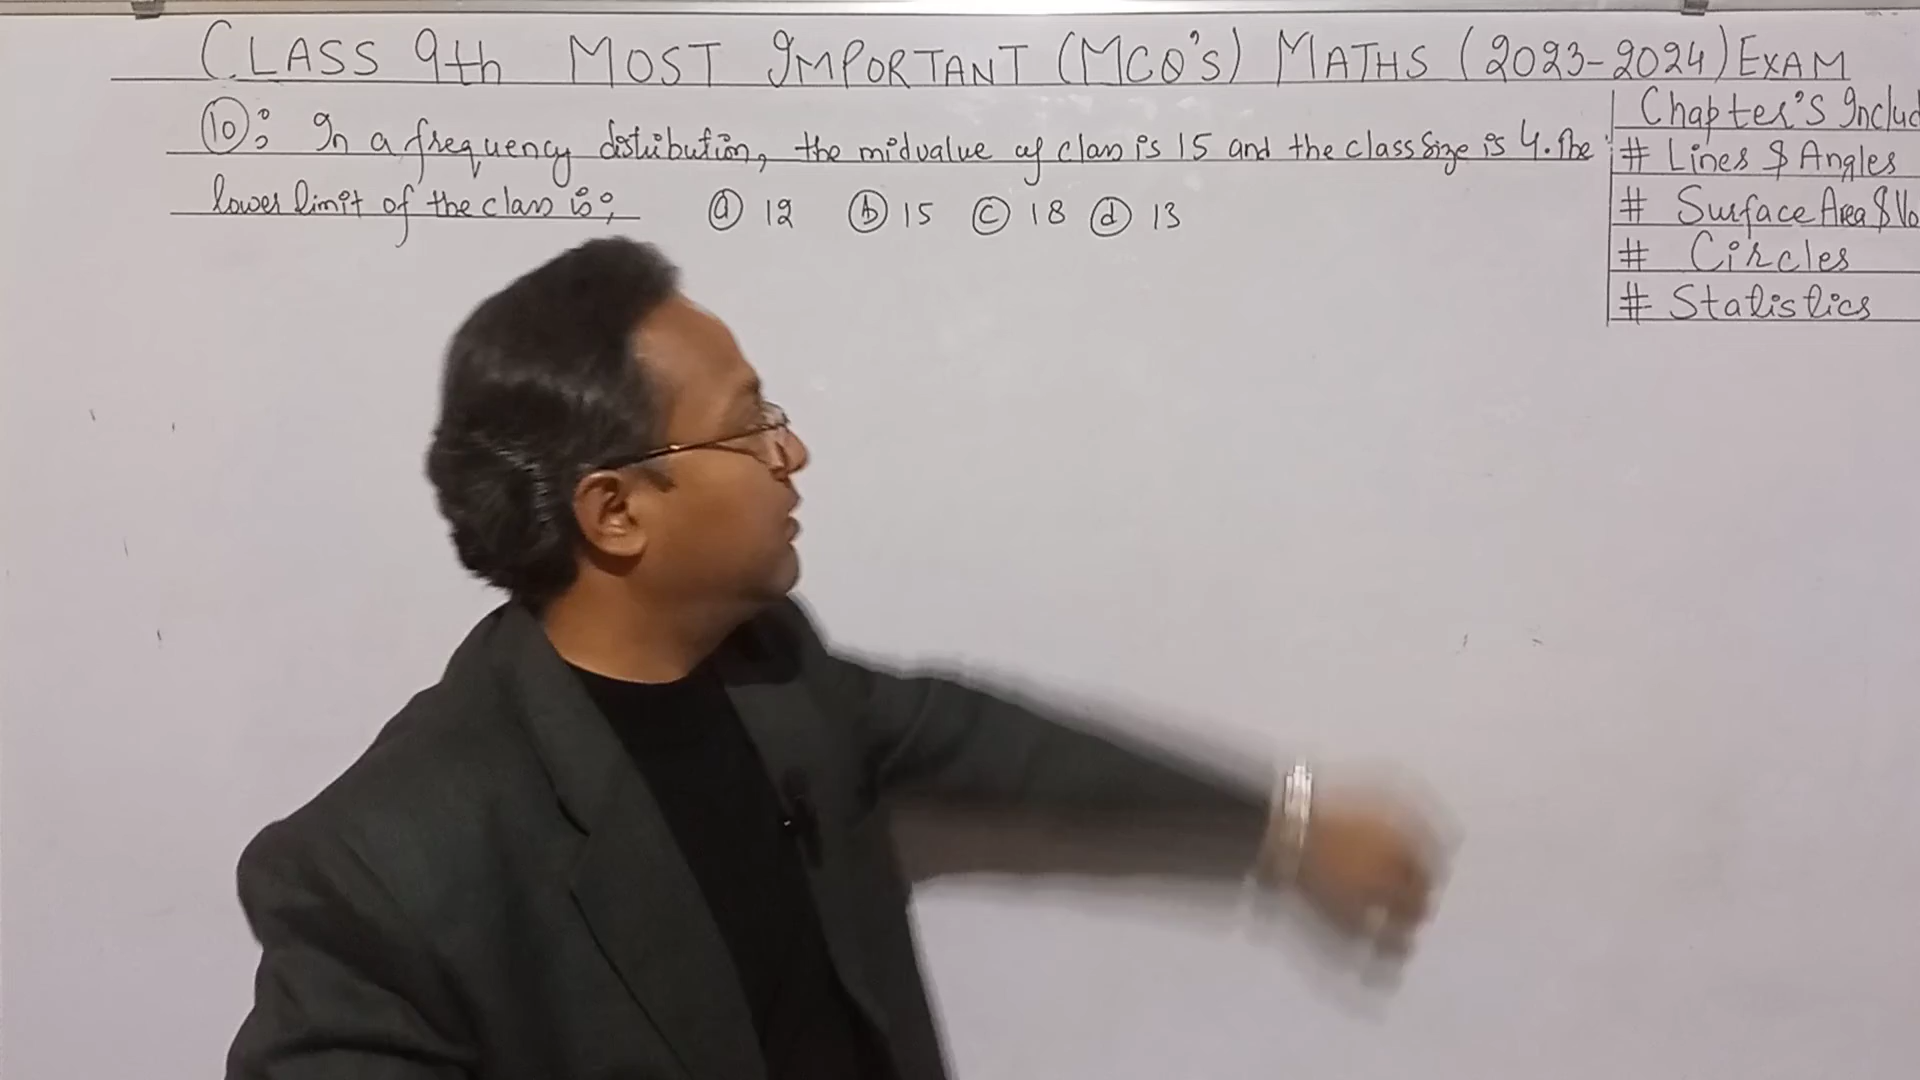 CLASS 9th MOST IMPORTANT (MCQ'S) MATHS (2023-2024) EXAM
10: In a frequency distribution, the midvalue of class is 15 and the class size is 4. The
lower limit of the class is: a 12 b 15 c 18 d 13
Chapter's Includ
# Lines & Angles
# Surface Area & Vo
# Circles
# Statistics